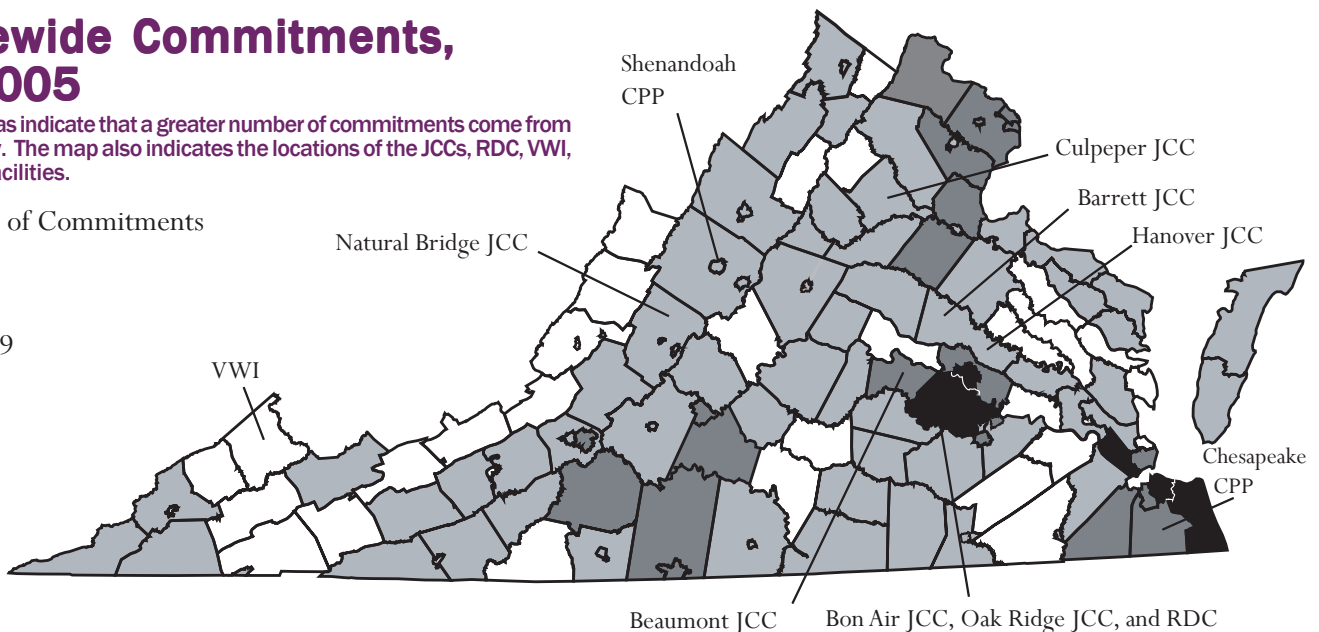 ewide Commitments,
005
as indicate that a greater number of commitments come from
. The map also indicates the locations of the JCCs, RDC, VWI,
cilities.
of Commitments
9
Shenandoah
CPP
Culpeper JCC
Barrett JCC
Hanover JCC
Natural Bridge JCC
VWI
Chesapeake
CPP
Beaumont JCC
Bon Air JCC, Oak Ridge JCC, and RDC